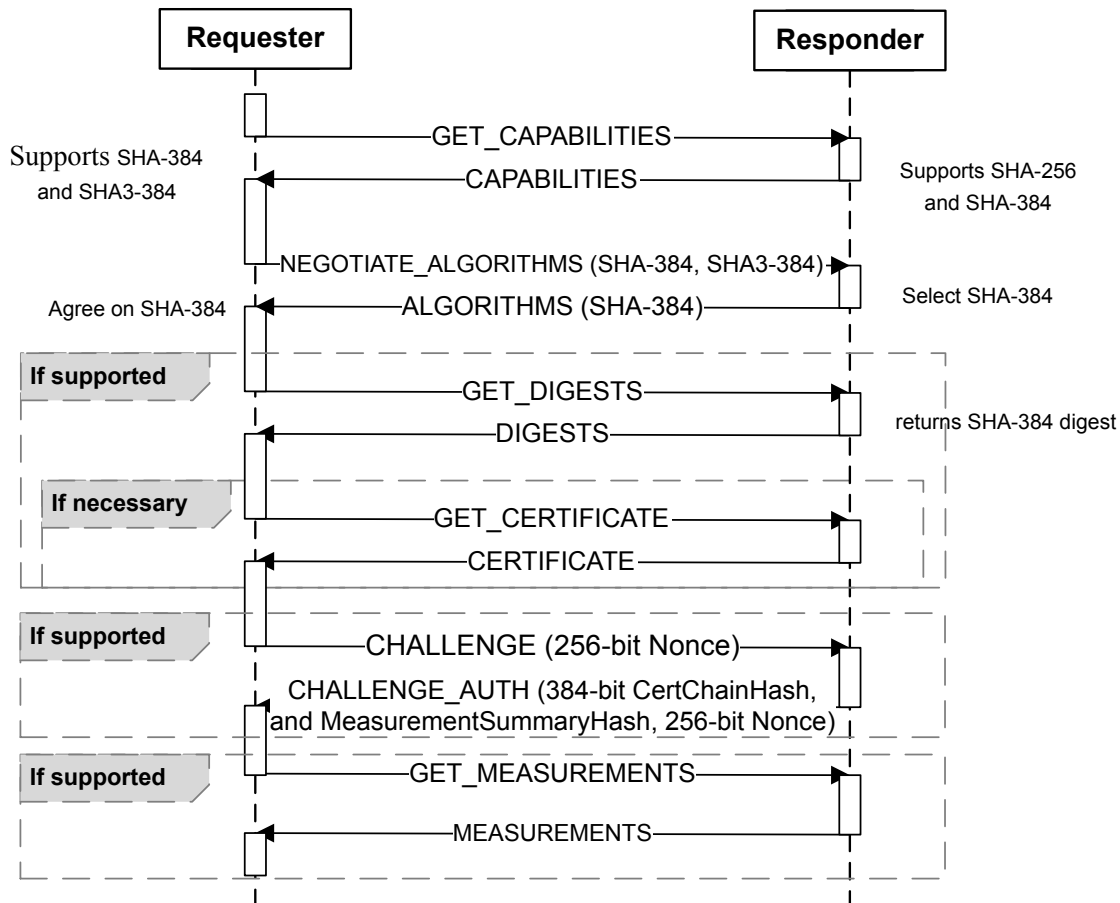 Requester
Responder
GET_CAPABILITIES
Supports SHA-384
and SHA3-384
CAPABILITIES
Supports SHA-256
and SHA-384
NEGOTIATE_ALGORITHMS (SHA-384, SHA3-384)
Agree on SHA-384
ALGORITHMS (SHA-384)
Select SHA-384
If supported
GET_DIGESTS
returns SHA-384 digest
DIGESTS
If necessary
GET_CERTIFICATE
CERTIFICATE
If supported
CHALLENGE (256-bit Nonce)
CHALLENGE_AUTH (384-bit CertChainHash,
and MeasurementSummaryHash, 256-bit Nonce)
If supported
GET_MEASUREMENTS
MEASUREMENTS